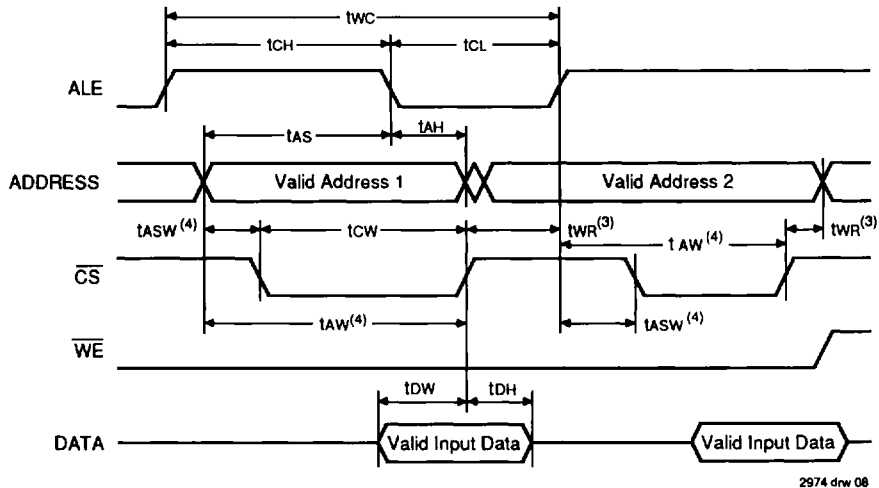 tWC
tCH tCL
ALE
tAS tAH
ADDRESS Valid Address 1 Valid Address 2
tASW(4) tCW tWR(3) t AW(4) tWR(3)
CS
tAW(4) tASW(4)
WE
tDW tDH
DATA Valid Input Data Valid Input Data
2974 drw 08